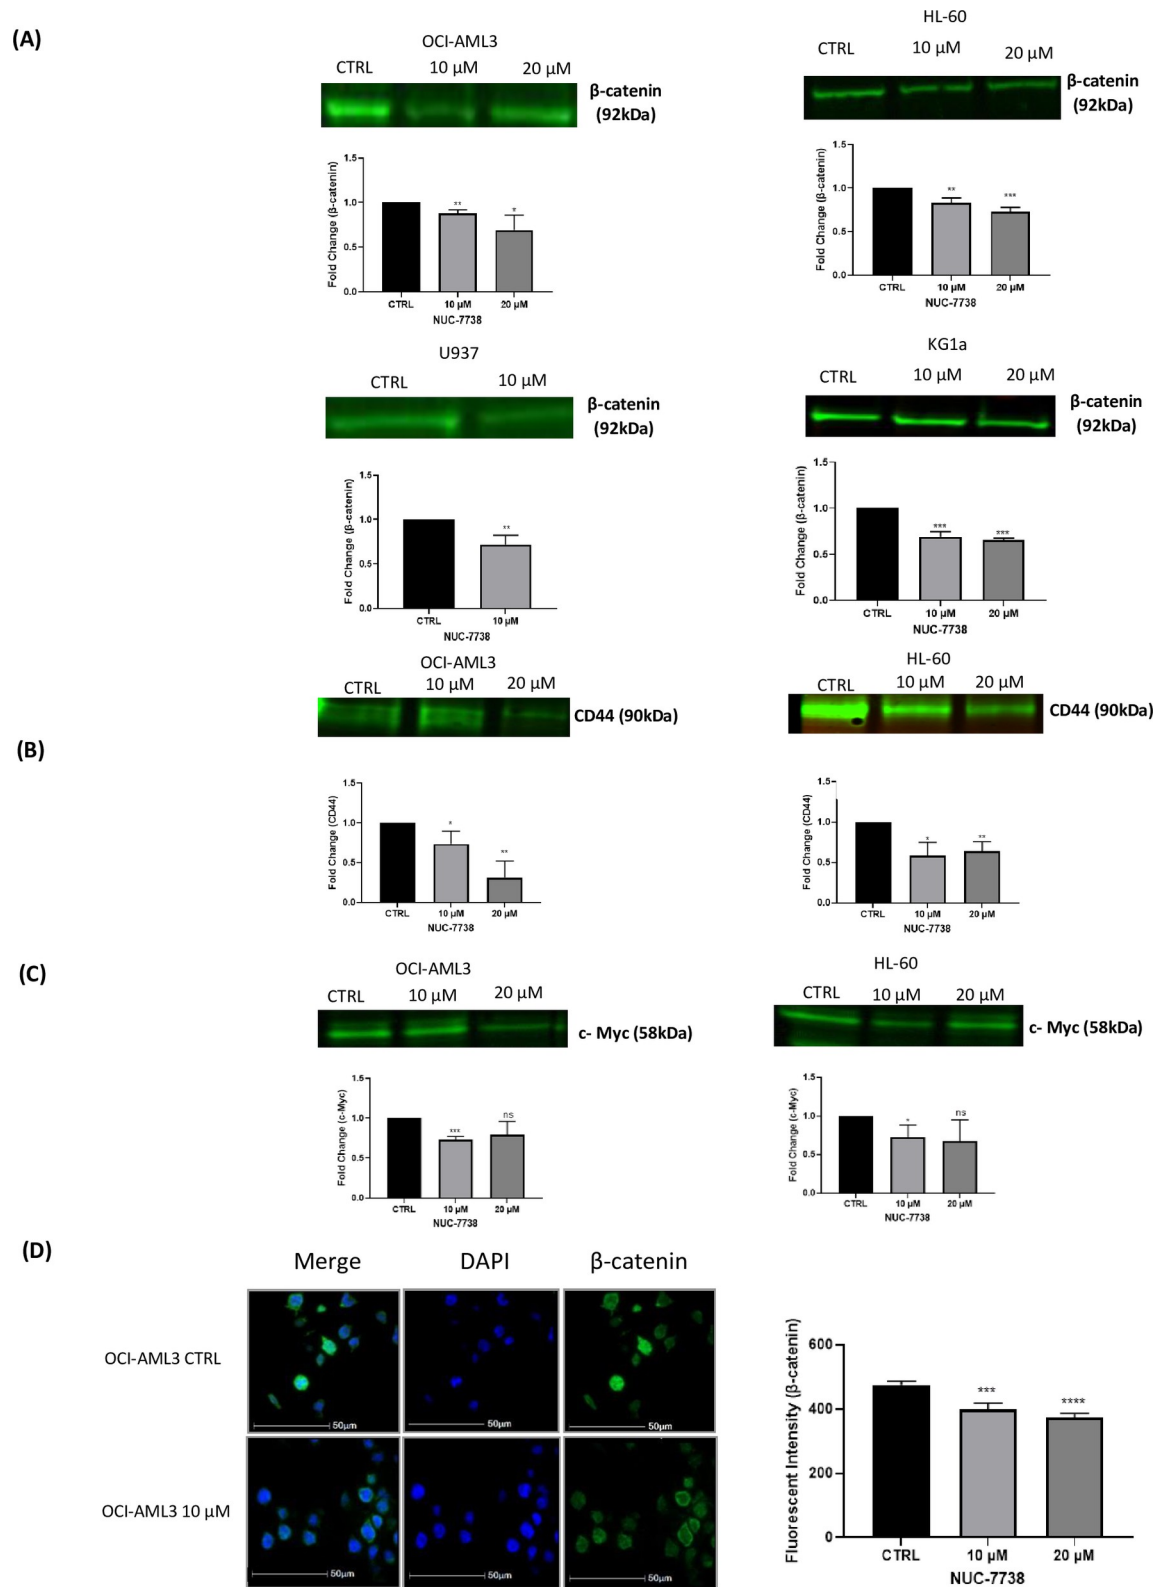 (A)
OCI-AML3
CTRL 10 μM 20 μM
β-catenin
(92kDa)
Fold Change (β-catenin)
1.5
1.0
0.5
0.0
CTRL 10 μM 20 μM
** *
NUC-7738
HL-60
CTRL 10 μM 20 μM
β-catenin
(92kDa)
Fold Change (β-catenin)
1.5
1.0
0.5
0.0
** ***
CTRL 10 μM 20 μM
NUC-7738
U937
CTRL 10 μM
β-catenin
(92kDa)
Fold Change (β-catenin)
1.5
1.0
0.5
0.0
**
CTRL 10 μM
NUC-7738
KG1a
CTRL 10 μM 20 μM
β-catenin
(92kDa)
Fold Change (β-catenin)
1.5
1.0
0.5
0.0
*** ***
CTRL 10 μM 20 μM
NUC-7738
(B)
OCI-AML3
CTRL 10 μM 20 μM
CD44 (90kDa)
Fold Change (CD44)
1.5
1.0
0.5
0.0
* **
CTRL 10 μM 20 μM
NUC-7738
HL-60
CTRL 10 μM 20 μM
CD44 (90kDa)
Fold Change (CD44)
1.5
1.0
0.5
0.0
* **
CTRL 10 μM 20 μM
NUC-7738
(C)
OCI-AML3
CTRL 10 μM 20 μM
c- Myc (58kDa)
Fold Change (c-Myc)
1.5
1.0
0.5
0.0
*** ns
CTRL 10 μM 20 μM
NUC-7738
HL-60
CTRL 10 μM 20 μM
c- Myc (58kDa)
Fold Change (c-Myc)
1.5
1.0
0.5
0.0
* ns
CTRL 10 μM 20 μM
NUC-7738
(D)
Merge DAPI β-catenin
OCI-AML3 CTRL
50μm 50μm 50μm
OCI-AML3 10 μM
50μm 50μm 50μm
Fluorescent Intensity (β-catenin)
600
400
200
0
*** ****
CTRL 10 μM 20 μM
NUC-7738